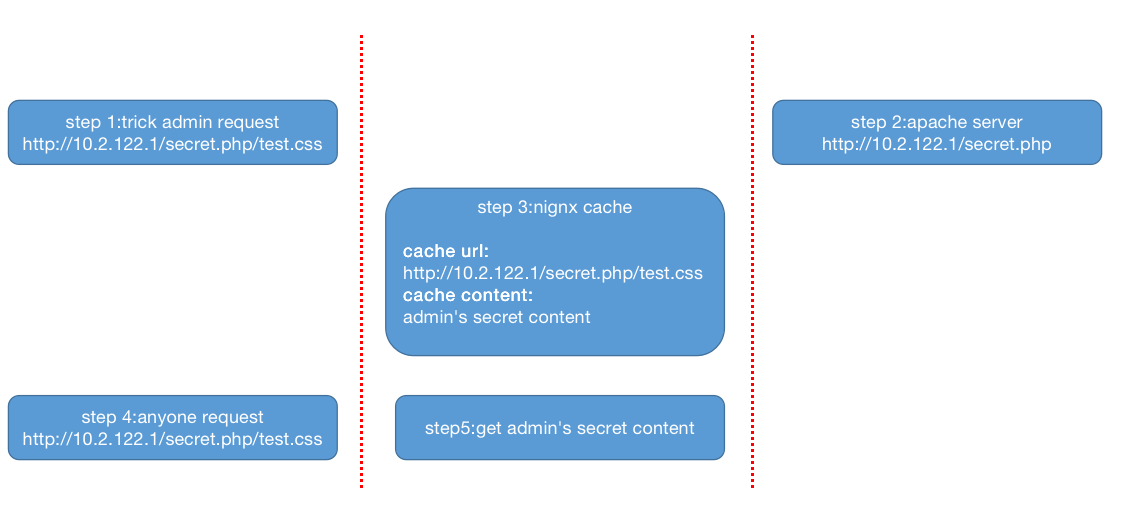 step 1:trick admin request
http://10.2.122.1/secret.php/test.css
step 2:apache server
http://10.2.122.1/secret.php
step 3:nignx cache
cache url:
http://10.2.122.1/secret.php/test.css
cache content:
admin's secret content
step 4:anyone request
http://10.2.122.1/secret.php/test.css
step5:get admin's secret content